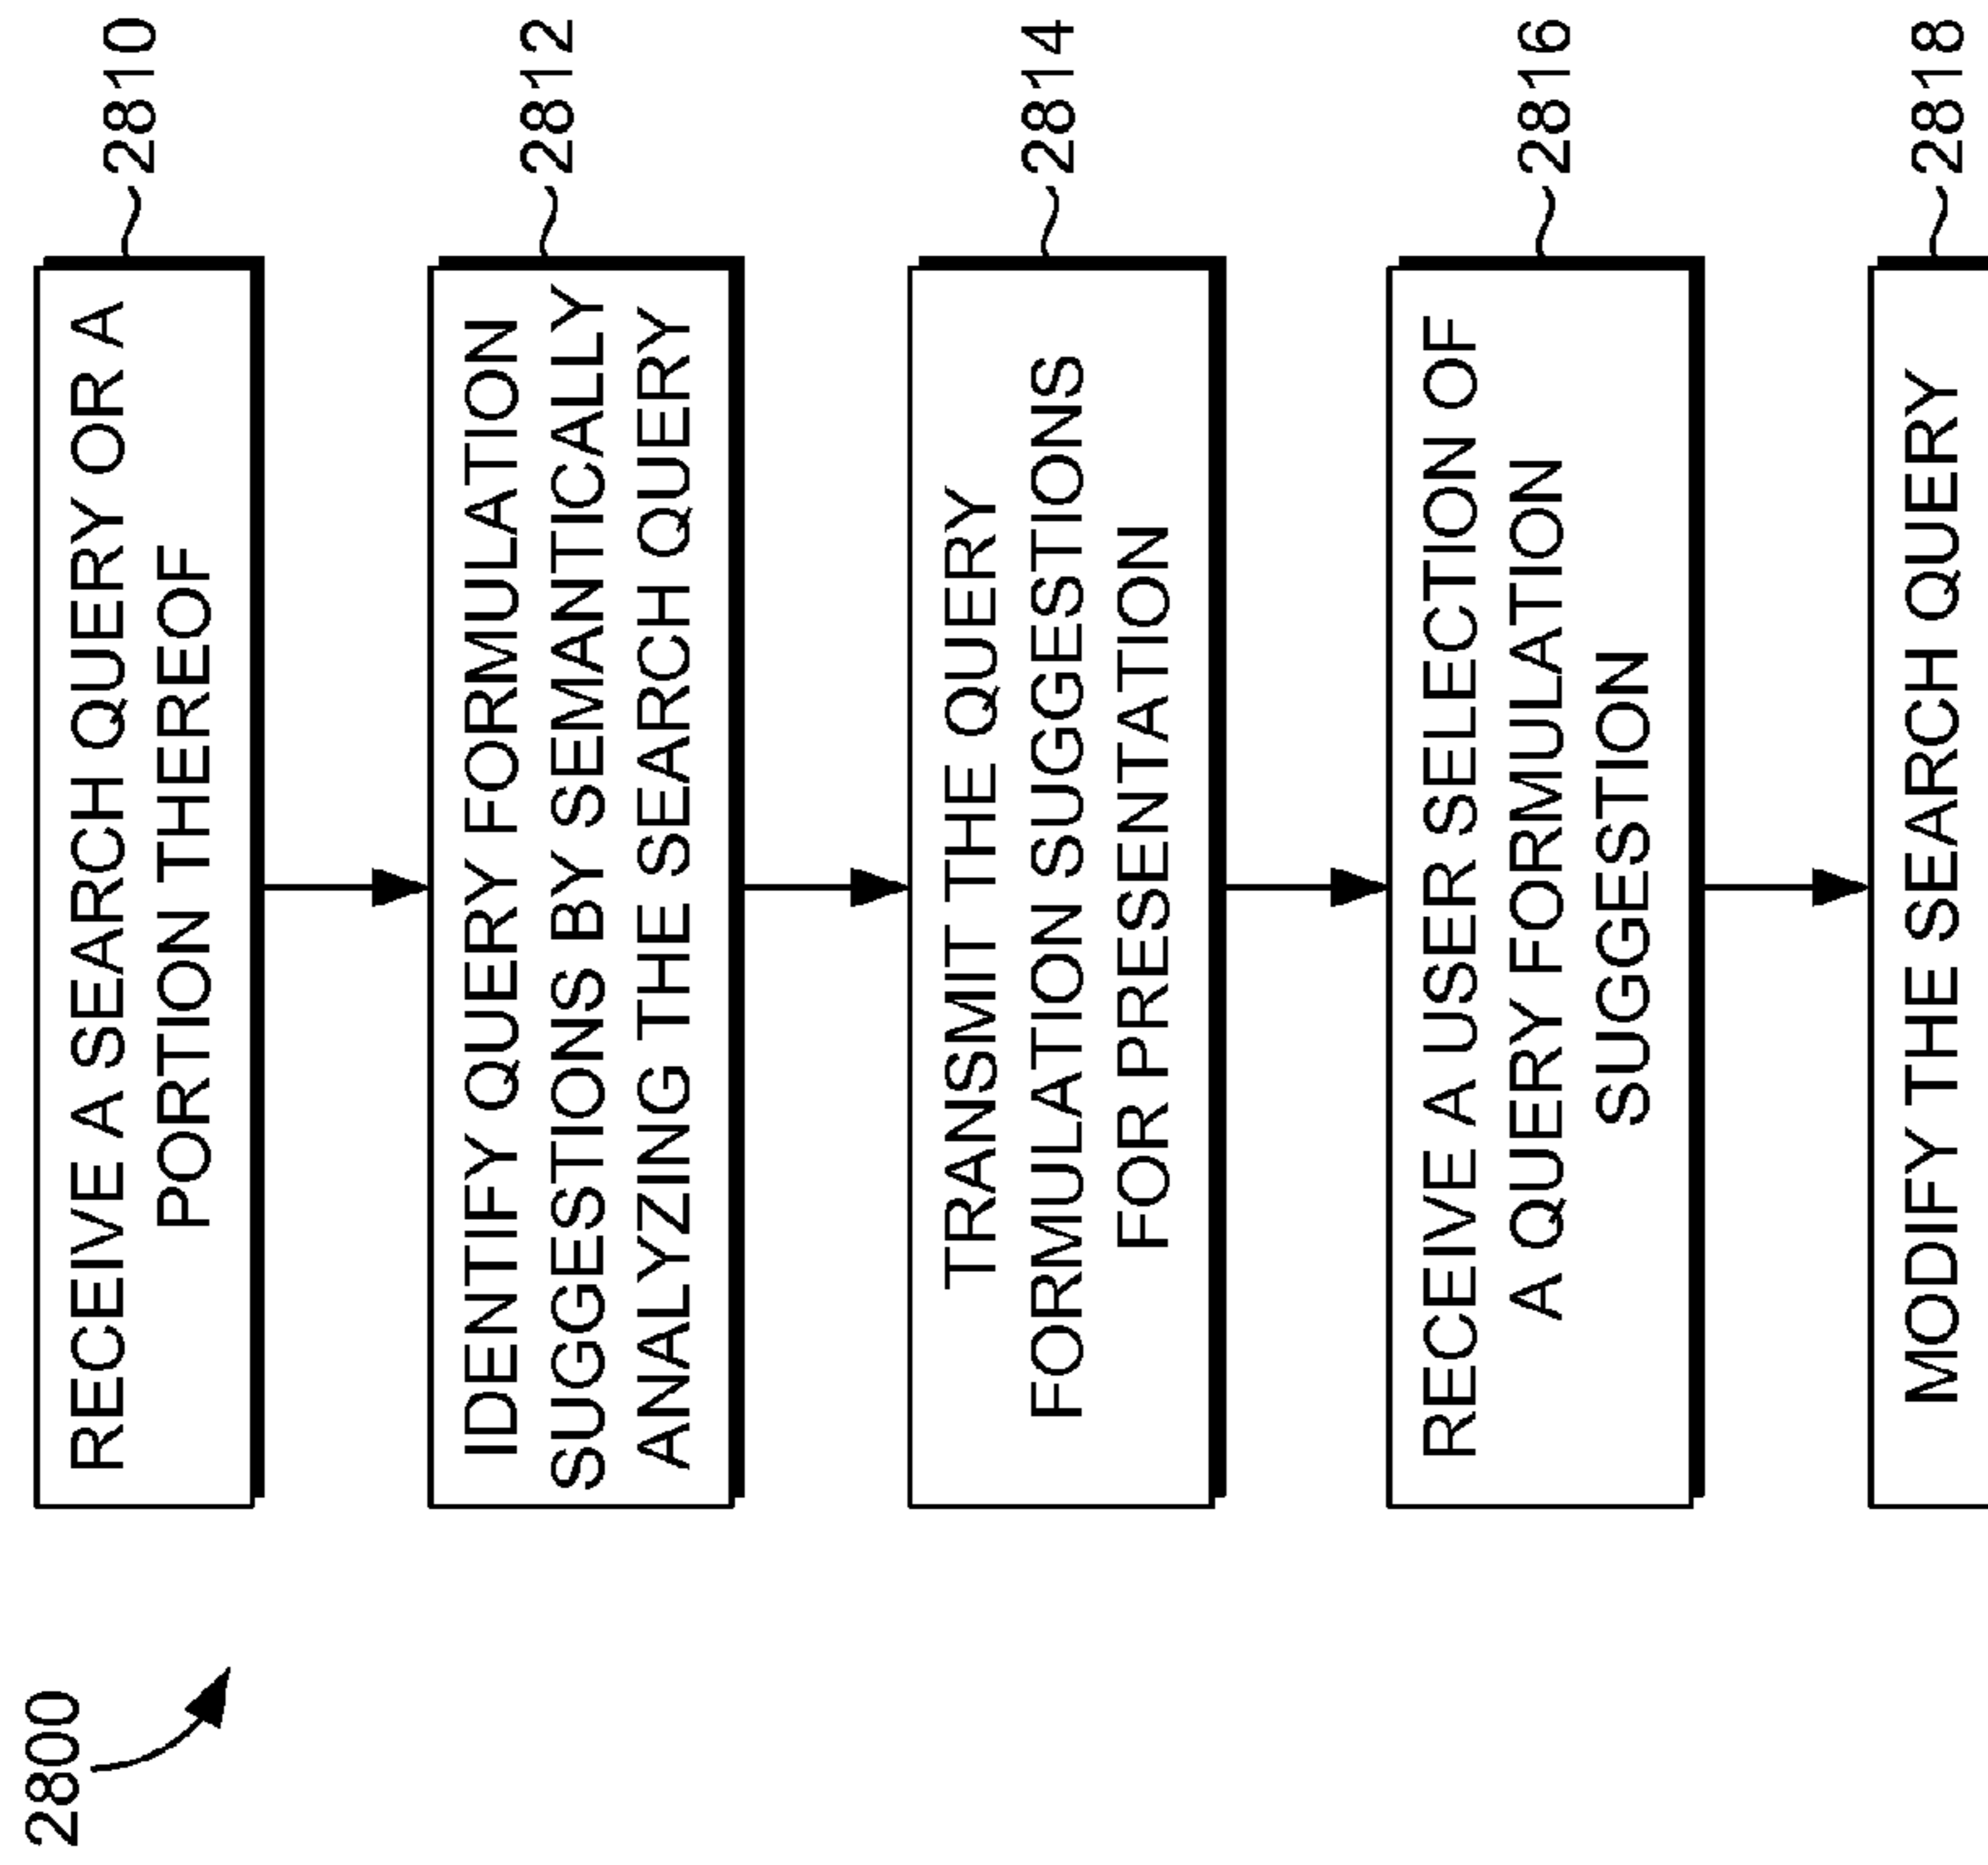 2800
RECEIVE A SEARCH QUERY OR A
PORTION THEREOF
2810
IDENTIFY QUERY FORMULATION
SUGGESTIONS BY SEMANTICALLY
ANALYZING THE SEARCH QUERY
2812
TRANSMIT THE QUERY
FORMULATION SUGGESTIONS
FOR PRESENTATION
2814
RECEIVE A USER SELECTION OF
A QUERY FORMULATION
SUGGESTION
2816
MODIFY THE SEARCH QUERY
2818